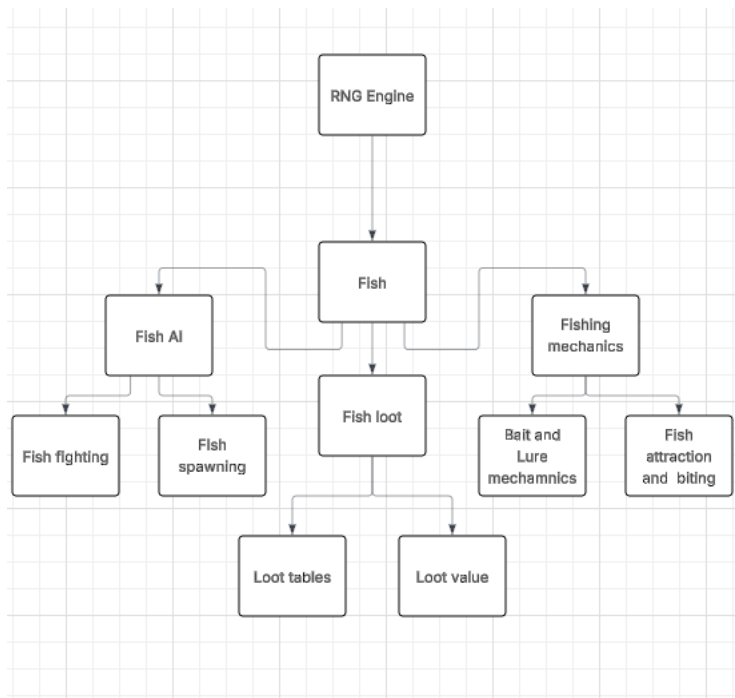 RNG Engine
Fish
Fish AI
Fishing
mechanics
Fish loot
Fish fighting
Fish
spawning
Bait and
Lure
mechamnics
Fish
attraction
and biting
Loot tables
Loot value